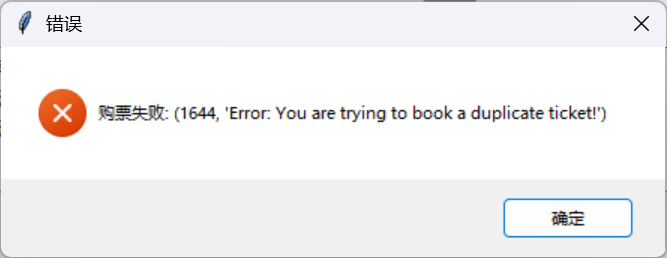 错误
购票失败: (1644, 'Error: You are trying to book a duplicate ticket!')
确定